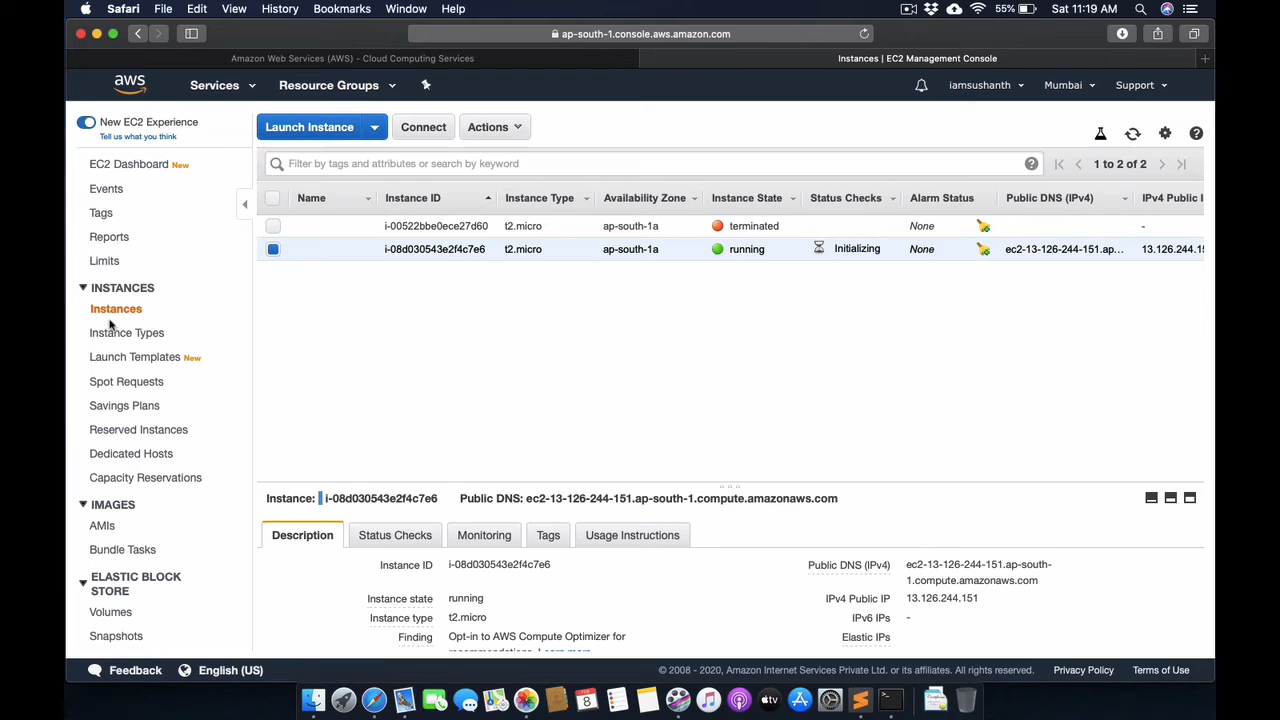 Safari File Edit View History Bookmarks Window Help 55% Sat 11:19 AM
ap-south-1.console.aws.amazon.com
Amazon Web Services (AWS) - Cloud Computing Services Instances | EC2 Management Console
aws Services Resource Groups iamsushanth Mumbai Support
New EC2 Experience
Tell us what you think
EC2 Dashboard New
Events
Tags
Reports
Limits
INSTANCES
Instances
Instance Types
Launch Templates New
Spot Requests
Savings Plans
Reserved Instances
Dedicated Hosts
Capacity Reservations
IMAGES
AMIs
Bundle Tasks
ELASTIC BLOCK
STORE
Volumes
Snapshots
Launch Instance Connect Actions
Filter by tags and attributes or search by keyword 1 to 2 of 2
Name Instance ID Instance Type Availability Zone Instance State Status Checks Alarm Status Public DNS (IPv4) IPv4 Public I
i-00522bbe0ece27d60 t2.micro ap-south-1a terminated None -
i-08d030543e2f4c7e6 t2.micro ap-south-1a running Initializing None ec2-13-126-244-151.ap... 13.126.244.15
Instance: i-08d030543e2f4c7e6 Public DNS: ec2-13-126-244-151.ap-south-1.compute.amazonaws.com
Description Status Checks Monitoring Tags Usage Instructions
Instance ID i-08d030543e2f4c7e6 Public DNS (IPv4) ec2-13-126-244-151.ap-south-
1.compute.amazonaws.com
Instance state running IPv4 Public IP 13.126.244.151
Instance type t2.micro IPv6 IPs -
Finding Opt-in to AWS Compute Optimizer for Elastic IPs
recommendations. Learn more
Feedback English (US) © 2008 - 2020, Amazon Internet Services Private Ltd. or its affiliates. All rights reserved. Privacy Policy Terms of Use